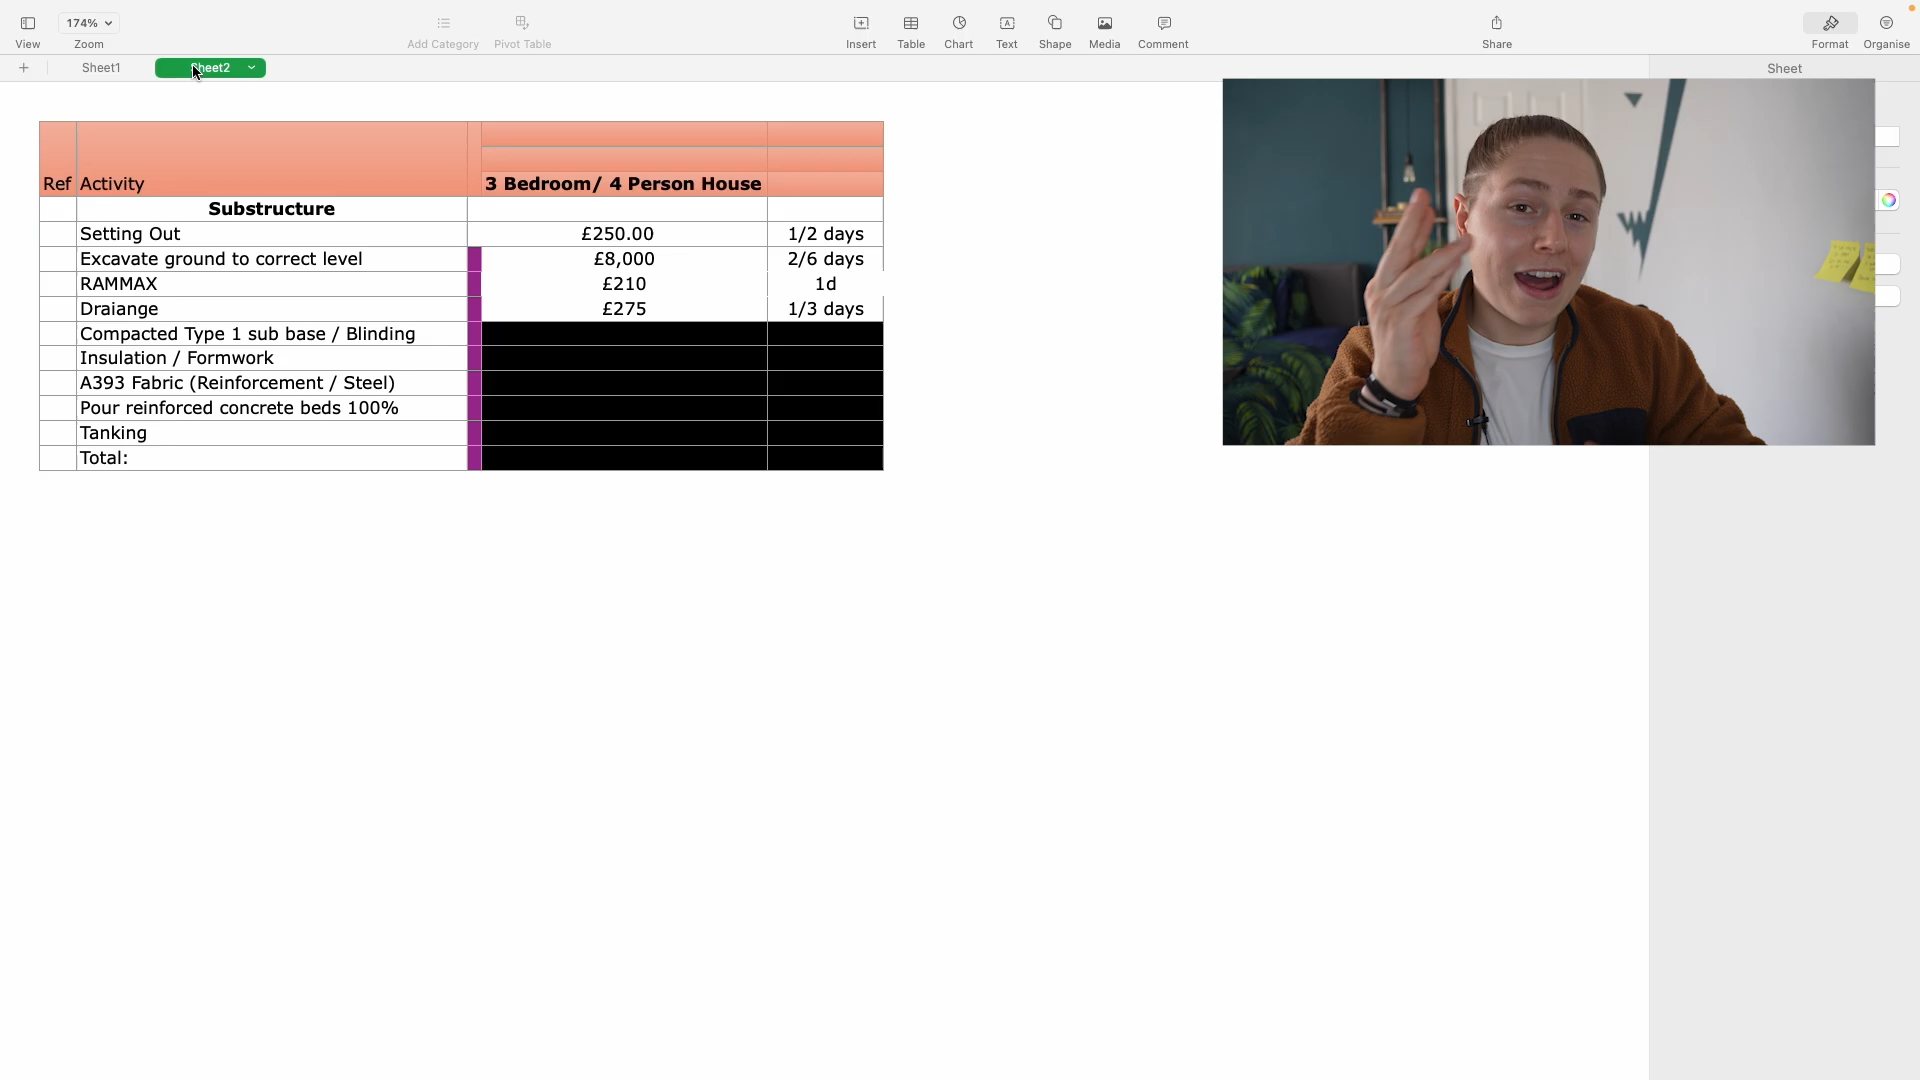 174%
View
Zoom
Add Category
Pivot Table
Insert
Table
Chart
Text
Shape
Media
Comment
Share
Format
Organise
Sheet1
Sheet2
Sheet
Ref
Activity
3 Bedroom/ 4 Person House
Substructure
Setting Out £250.00 1/2 days
Excavate ground to correct level £8,000 2/6 days
RAMMAX £210 1d
Draiange £275 1/3 days
Compacted Type 1 sub base / Blinding
Insulation / Formwork
A393 Fabric (Reinforcement / Steel)
Pour reinforced concrete beds 100%
Tanking
Total: